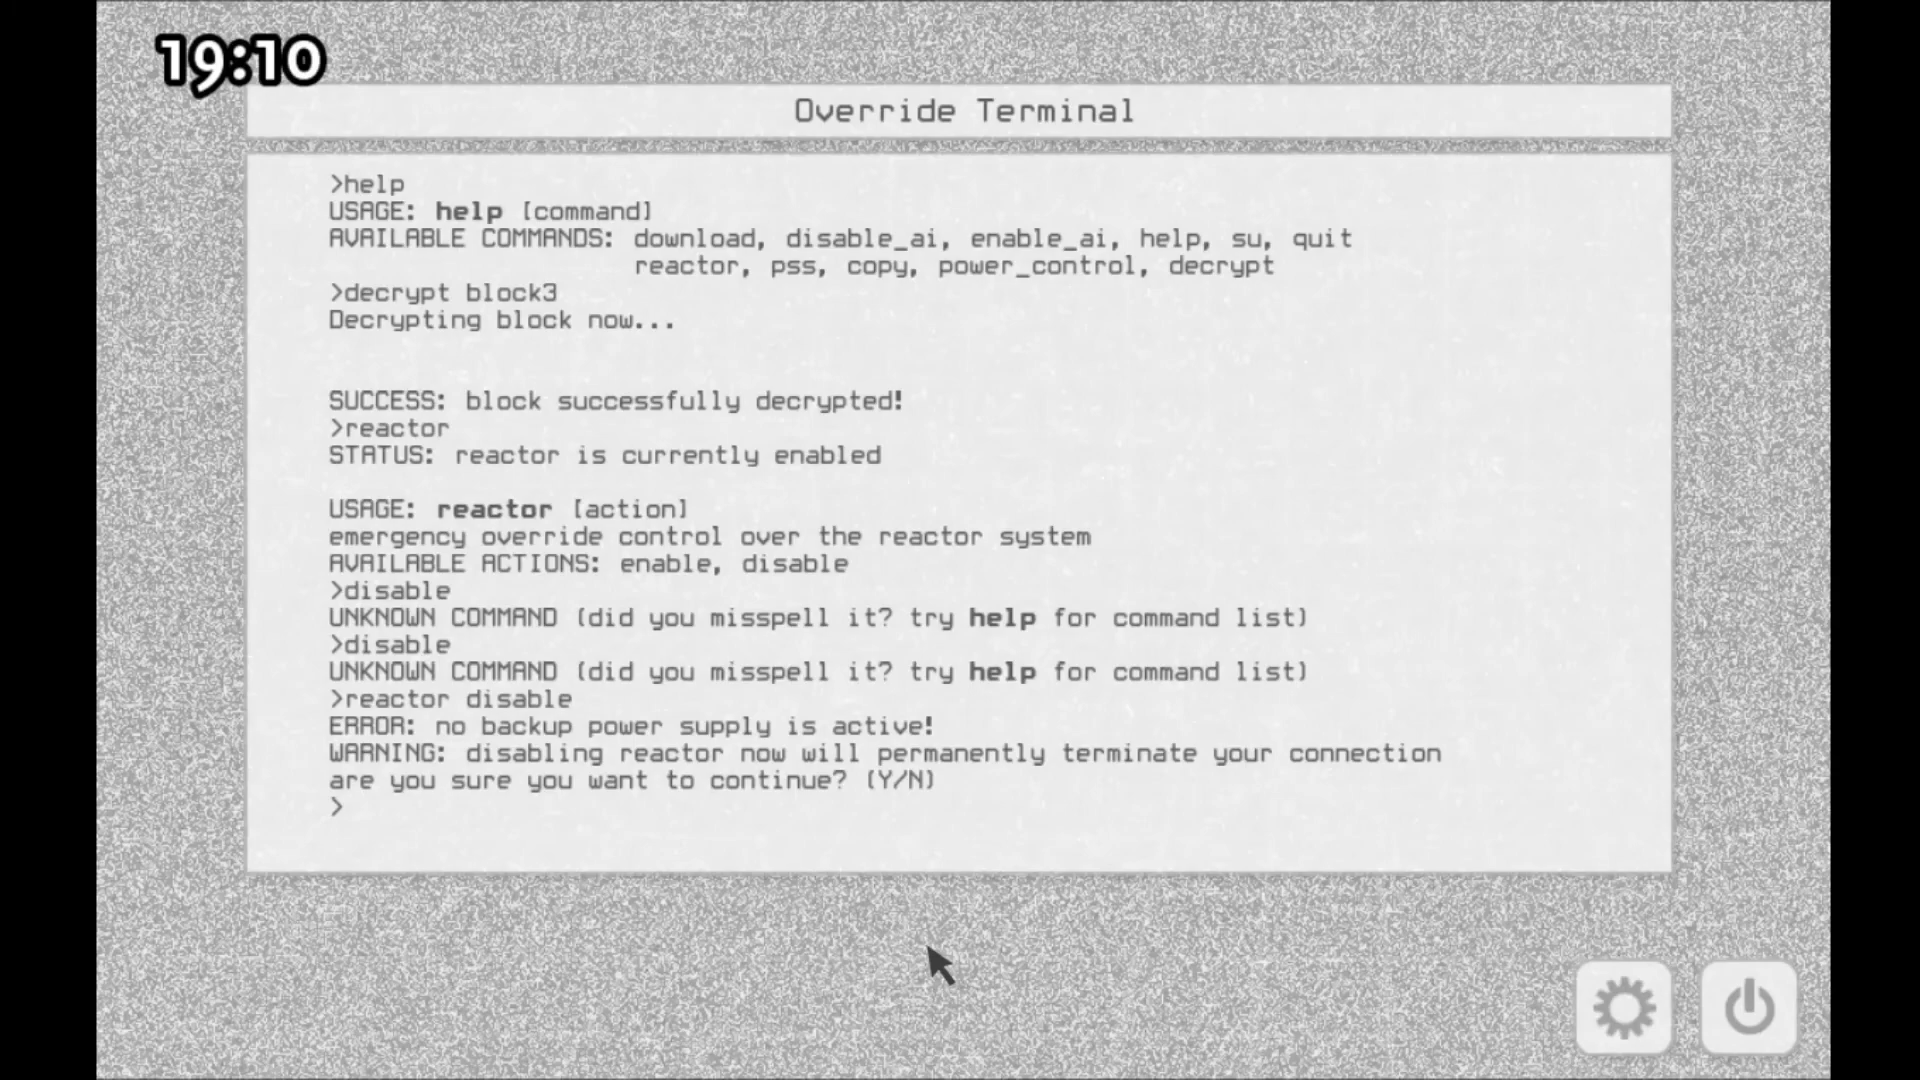 19:10
Override Terminal
>help
USAGE: help [command]
AVAILABLE COMMANDS: download, disable_ai, enable_ai, help, su, quit
reactor, pss, copy, power_control, decrypt
>decrypt block3
Decrypting block now...
SUCCESS: block successfully decrypted!
>reactor
STATUS: reactor is currently enabled
USAGE: reactor [action]
emergency override control over the reactor system
AVAILABLE ACTIONS: enable, disable
>disable
UNKNOWN COMMAND (did you misspell it? try help for command list)
>disable
UNKNOWN COMMAND (did you misspell it? try help for command list)
>reactor disable
ERROR: no backup power supply is active!
WARNING: disabling reactor now will permanently terminate your connection
are you sure you want to continue? (Y/N)
>